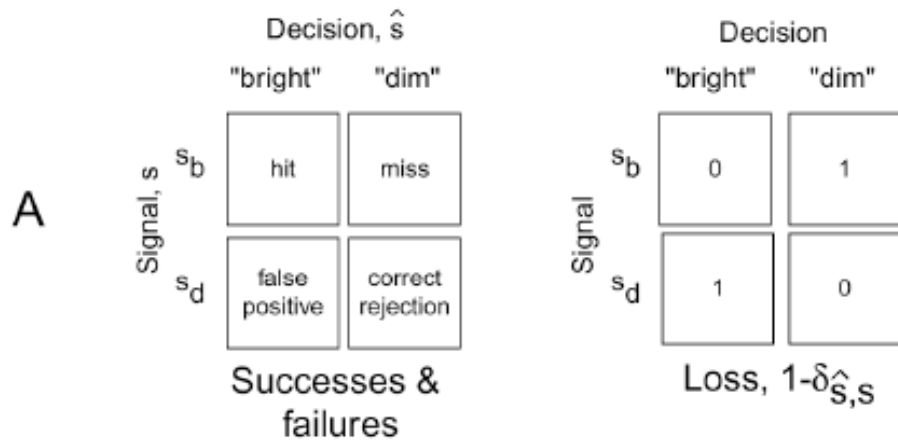 Decision, ŝ
"bright" "dim"
A
Signal, s
s_b
hit
miss
s_d
false
positive
correct
rejection
Successes &
failures
Decision
"bright" "dim"
Signal
s_b
0
1
s_d
1
0
Loss, 1-δ_ŝ,s